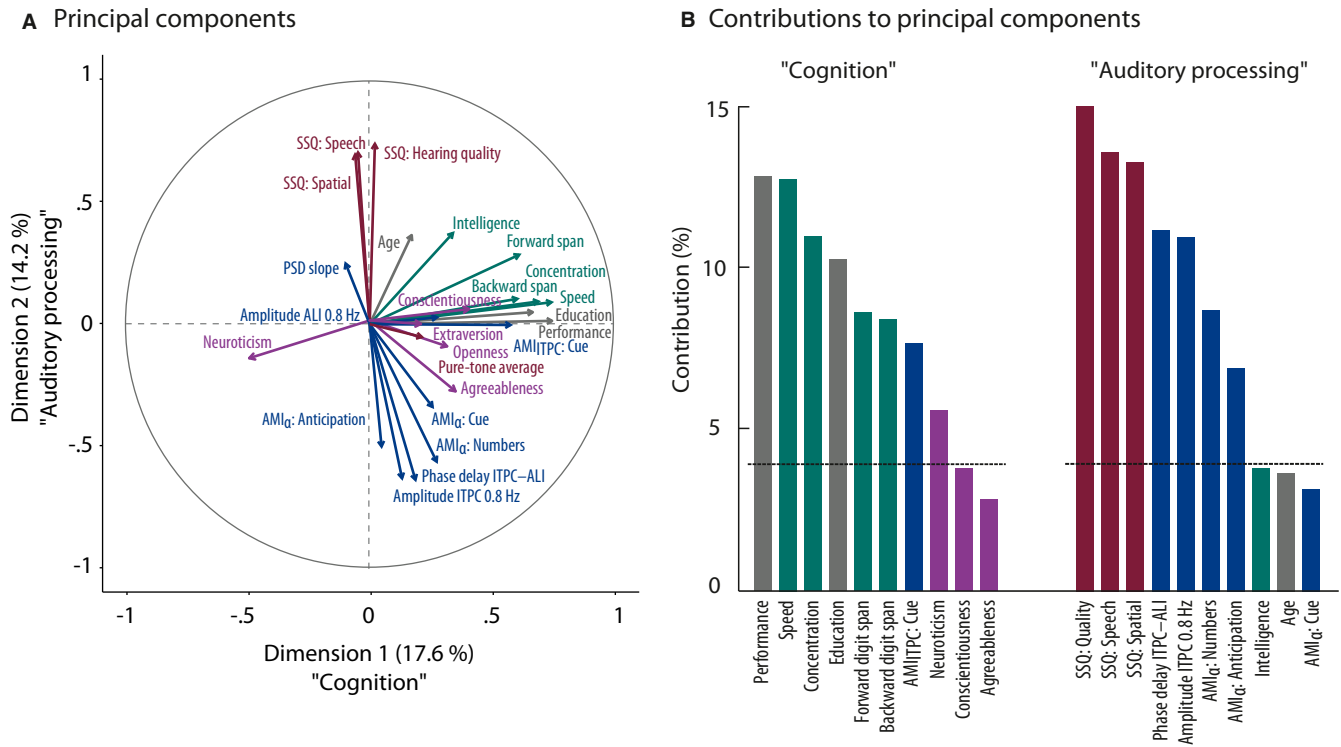 A Principal components
1
.5
0
-.5
-1
Dimension 2 (14.2 %)
"Auditory processing"
SSQ: Speech
SSQ: Hearing quality
SSQ: Spatial
Age
Intelligence
Forward span
PSD slope
Concentration
Backward span
Conscientiousness
Speed
Amplitude ALI 0.8 Hz
Education
Performance
Neuroticism
Extraversion
AMIITPC: Cue
Openness
Pure-tone average
Agreeableness
AMIα: Anticipation
AMIα: Cue
AMIα: Numbers
Phase delay ITPC–ALI
Amplitude ITPC 0.8 Hz
-1
-.5
0
.5
1
Dimension 1 (17.6 %)
"Cognition"
B Contributions to principal components
"Cognition"
"Auditory processing"
15
10
5
0
Contribution (%)
Performance
Speed
Concentration
Education
Forward digit span
Backward digit span
AMIITPC: Cue
Neuroticism
Conscientiousness
Agreeableness
SSQ: Quality
SSQ: Speech
SSQ: Spatial
Phase delay ITPC–ALI
Amplitude ITPC 0.8 Hz
AMIα: Numbers
AMIα: Anticipation
Intelligence
Age
AMIα: Cue